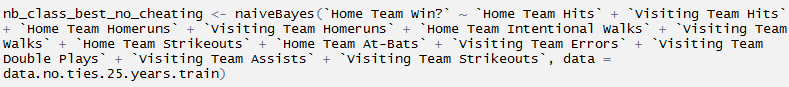 nb_class_best_no_cheating <- naiveBayes(`Home Team Win?` ~ `Home Team Hits` + `Visiting Team Hits`
+ `Home Team Homeruns` + `Visiting Team Homeruns` + `Home Team Intentional Walks` + `Visiting Team
Walks` + `Home Team Strikeouts` + `Home Team At-Bats` + `Visiting Team Errors` + `Visiting Team
Double Plays` + `Visiting Team Assists` + `Visiting Team Strikeouts`, data =
data.no.ties.25.years.train)